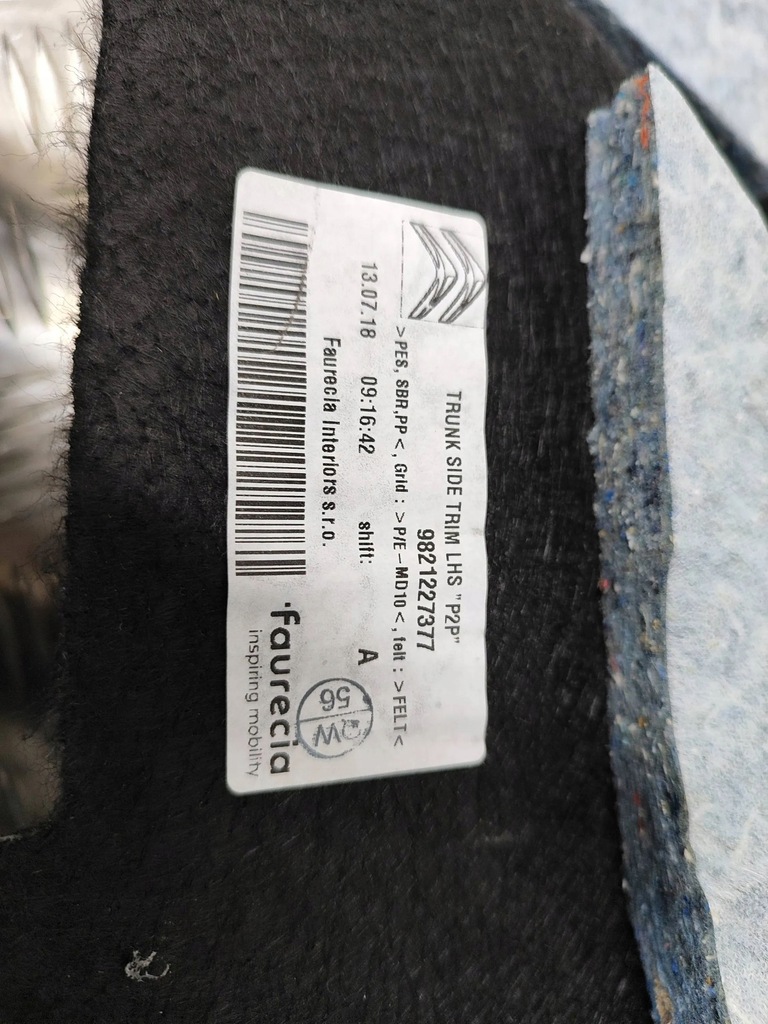 TRUNK SIDE TRIM LHS "P2P"
9821227377
>PES, SBR,PP<, Grid : >P/E-MD10<, felt : >FELT<
13.07.18 09:16:42 shift: A
Faurecia Interiors s.r.o.
W
56
faurecia
inspiring mobility